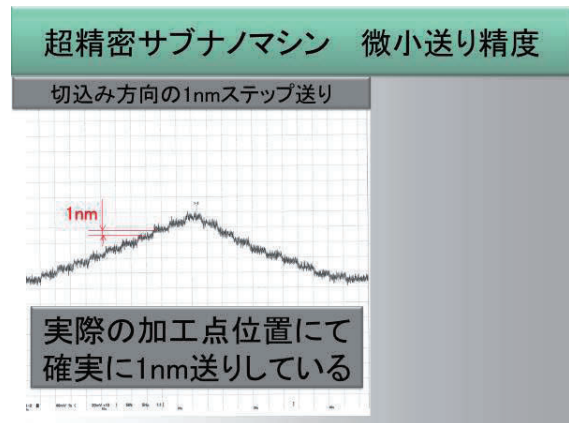 超精密サブナノマシン　微小送り精度
切込み方向の1nmステップ送り
1nm
実際の加工点位置にて
確実に1nm送りしている